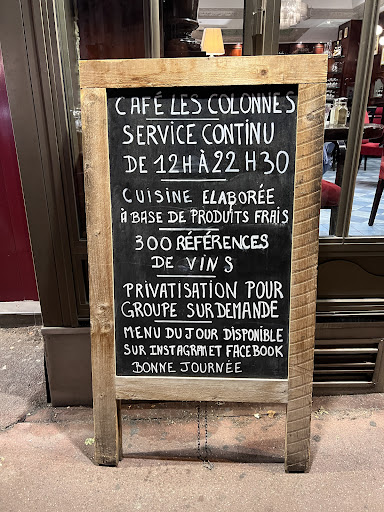 CAFÉ LES COLONNES
SERVICE CONTINU
DE 12H À 22H30
CUISINE ELABORÉE
À BASE DE PRODUITS FRAIS
300 RÉFÉRENCES
DE VINS
PRIVATISATION POUR
GROUPE SUR DEMANDE
MENU DU JOUR DISPONIBLE
SUR INSTAGRAM ET FACEBOOK
BONNE JOURNÉE